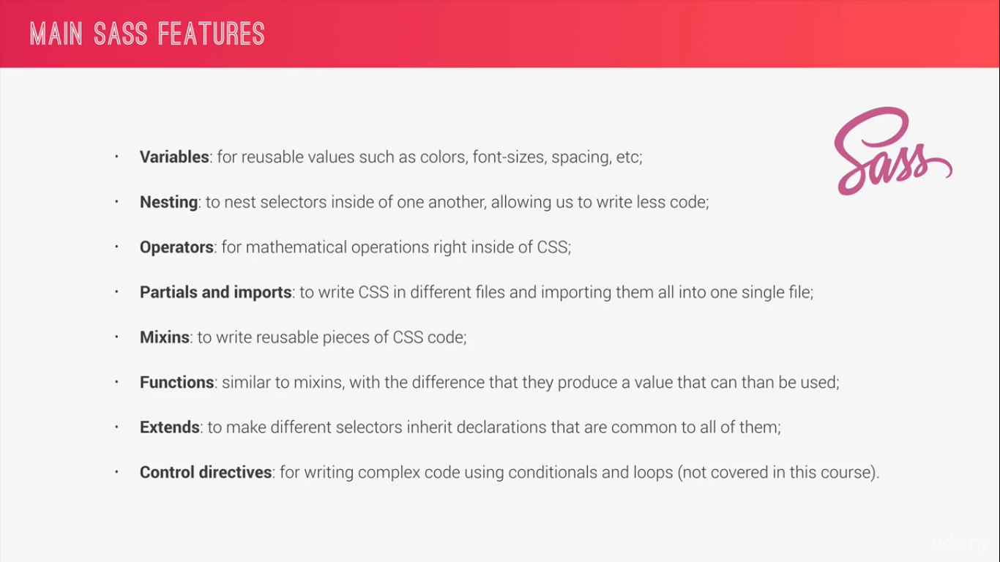 MAIN SASS FEATURES
Sass
· Variables: for reusable values such as colors, font-sizes, spacing, etc;
· Nesting: to nest selectors inside of one another, allowing us to write less code;
· Operators: for mathematical operations right inside of CSS;
· Partials and imports: to write CSS in different files and importing them all into one single file;
· Mixins: to write reusable pieces of CSS code;
· Functions: similar to mixins, with the difference that they produce a value that can than be used;
· Extends: to make different selectors inherit declarations that are common to all of them;
· Control directives: for writing complex code using conditionals and loops (not covered in this course).
udemy